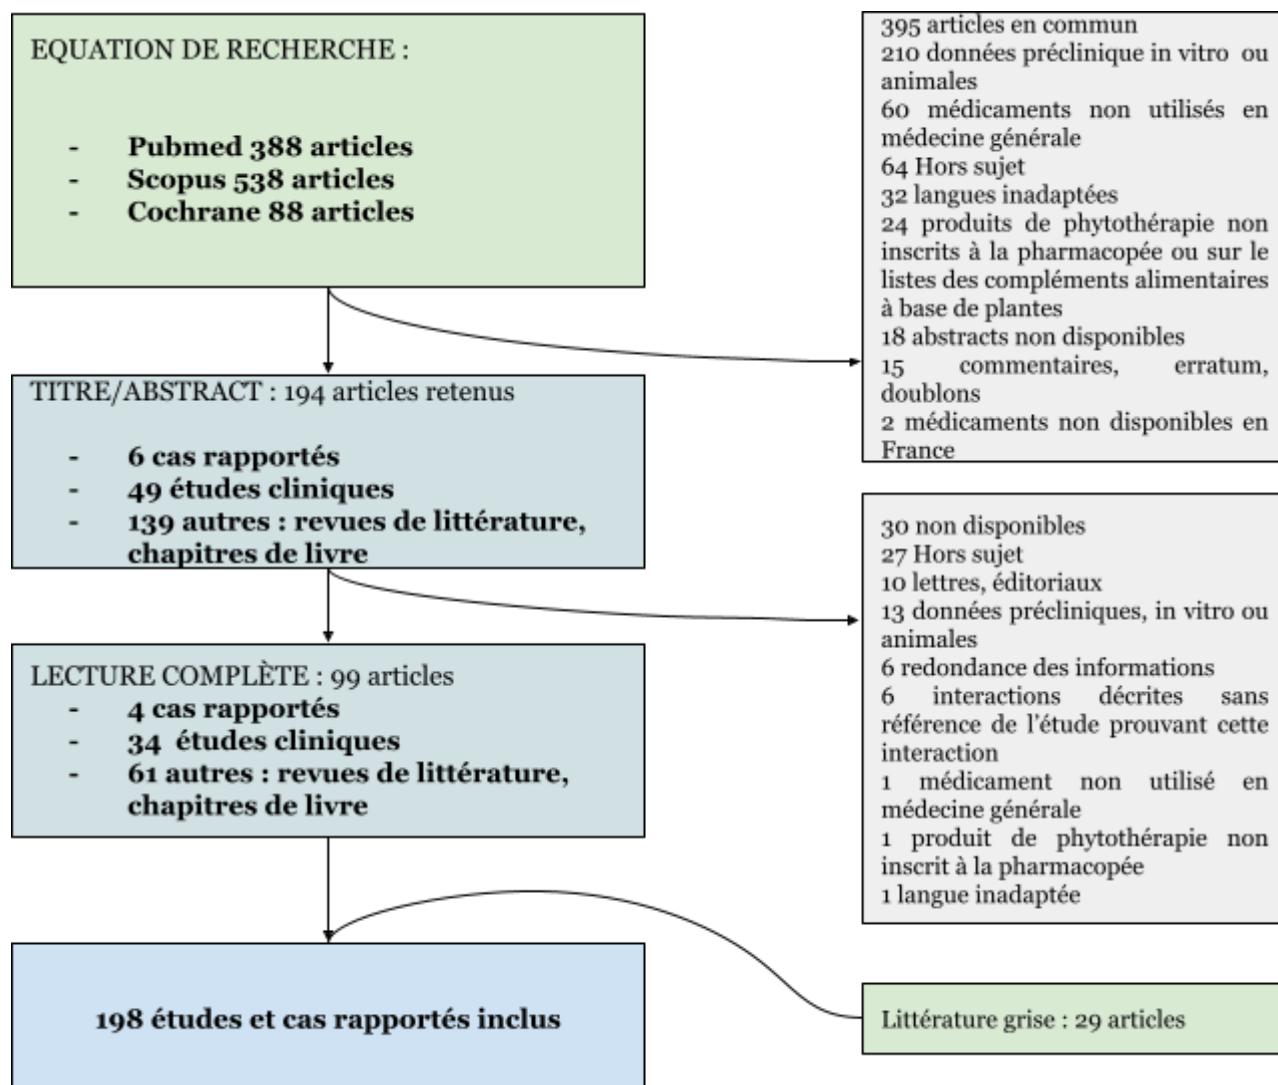 EQUATION DE RECHERCHE :
- Pubmed 388 articles
- Scopus 538 articles
- Cochrane 88 articles
395 articles en commun
210 données préclinique in vitro ou
animales
60 médicaments non utilisés en
médecine générale
64 Hors sujet
32 langues inadaptées
24 produits de phytothérapie non
inscrits à la pharmacopée ou sur le
listes des compléments alimentaires
à base de plantes
18 abstracts non disponibles
15 commentaires, erratum,
doublons
2 médicaments non disponibles en
France
TITRE/ABSTRACT : 194 articles retenus
- 6 cas rapportés
- 49 études cliniques
- 139 autres : revues de littérature,
chapitres de livre
30 non disponibles
27 Hors sujet
10 lettres, éditoriaux
13 données précliniques, in vitro ou
animales
6 redondance des informations
6 interactions décrites sans
référence de l'étude prouvant cette
interaction
1 médicament non utilisé en
médecine générale
1 produit de phytothérapie non
inscrit à la pharmacopée
1 langue inadaptée
LECTURE COMPLÈTE : 99 articles
- 4 cas rapportés
- 34 études cliniques
- 61 autres : revues de littérature,
chapitres de livre
198 études et cas rapportés inclus
Littérature grise : 29 articles